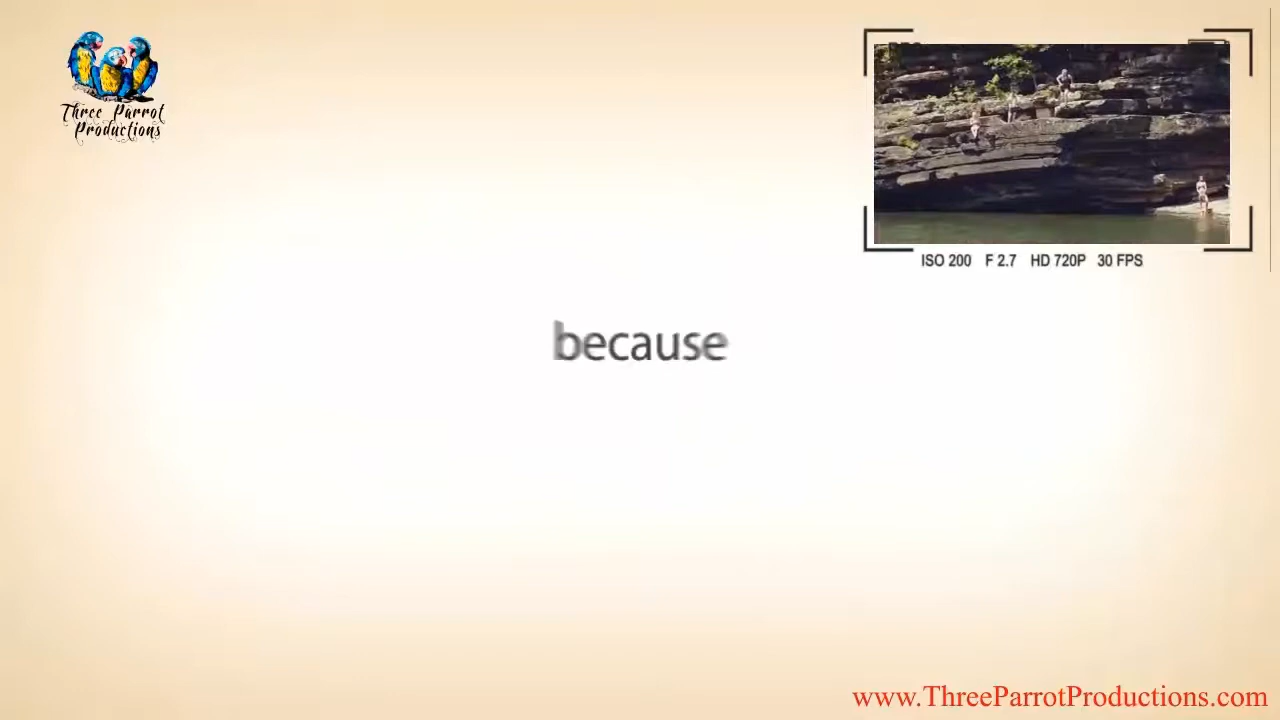 Three Parrot
Productions
ISO 200 F 2.7 HD 720P 30 FPS
because
www.ThreeParrotProductions.com